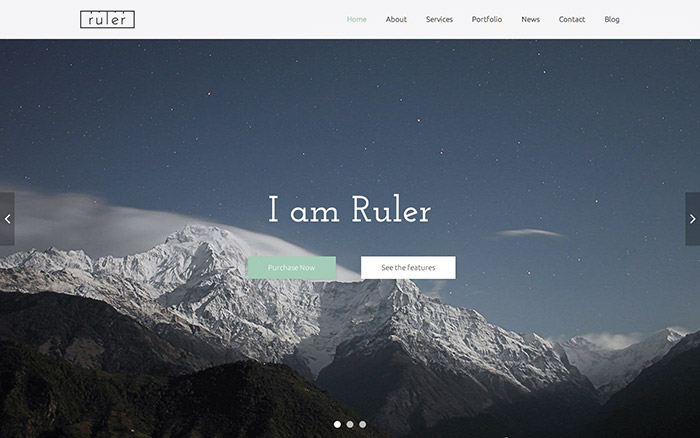 ruler
Home About Services Portfolio News Contact Blog
I am Ruler
Purchase Now See the features